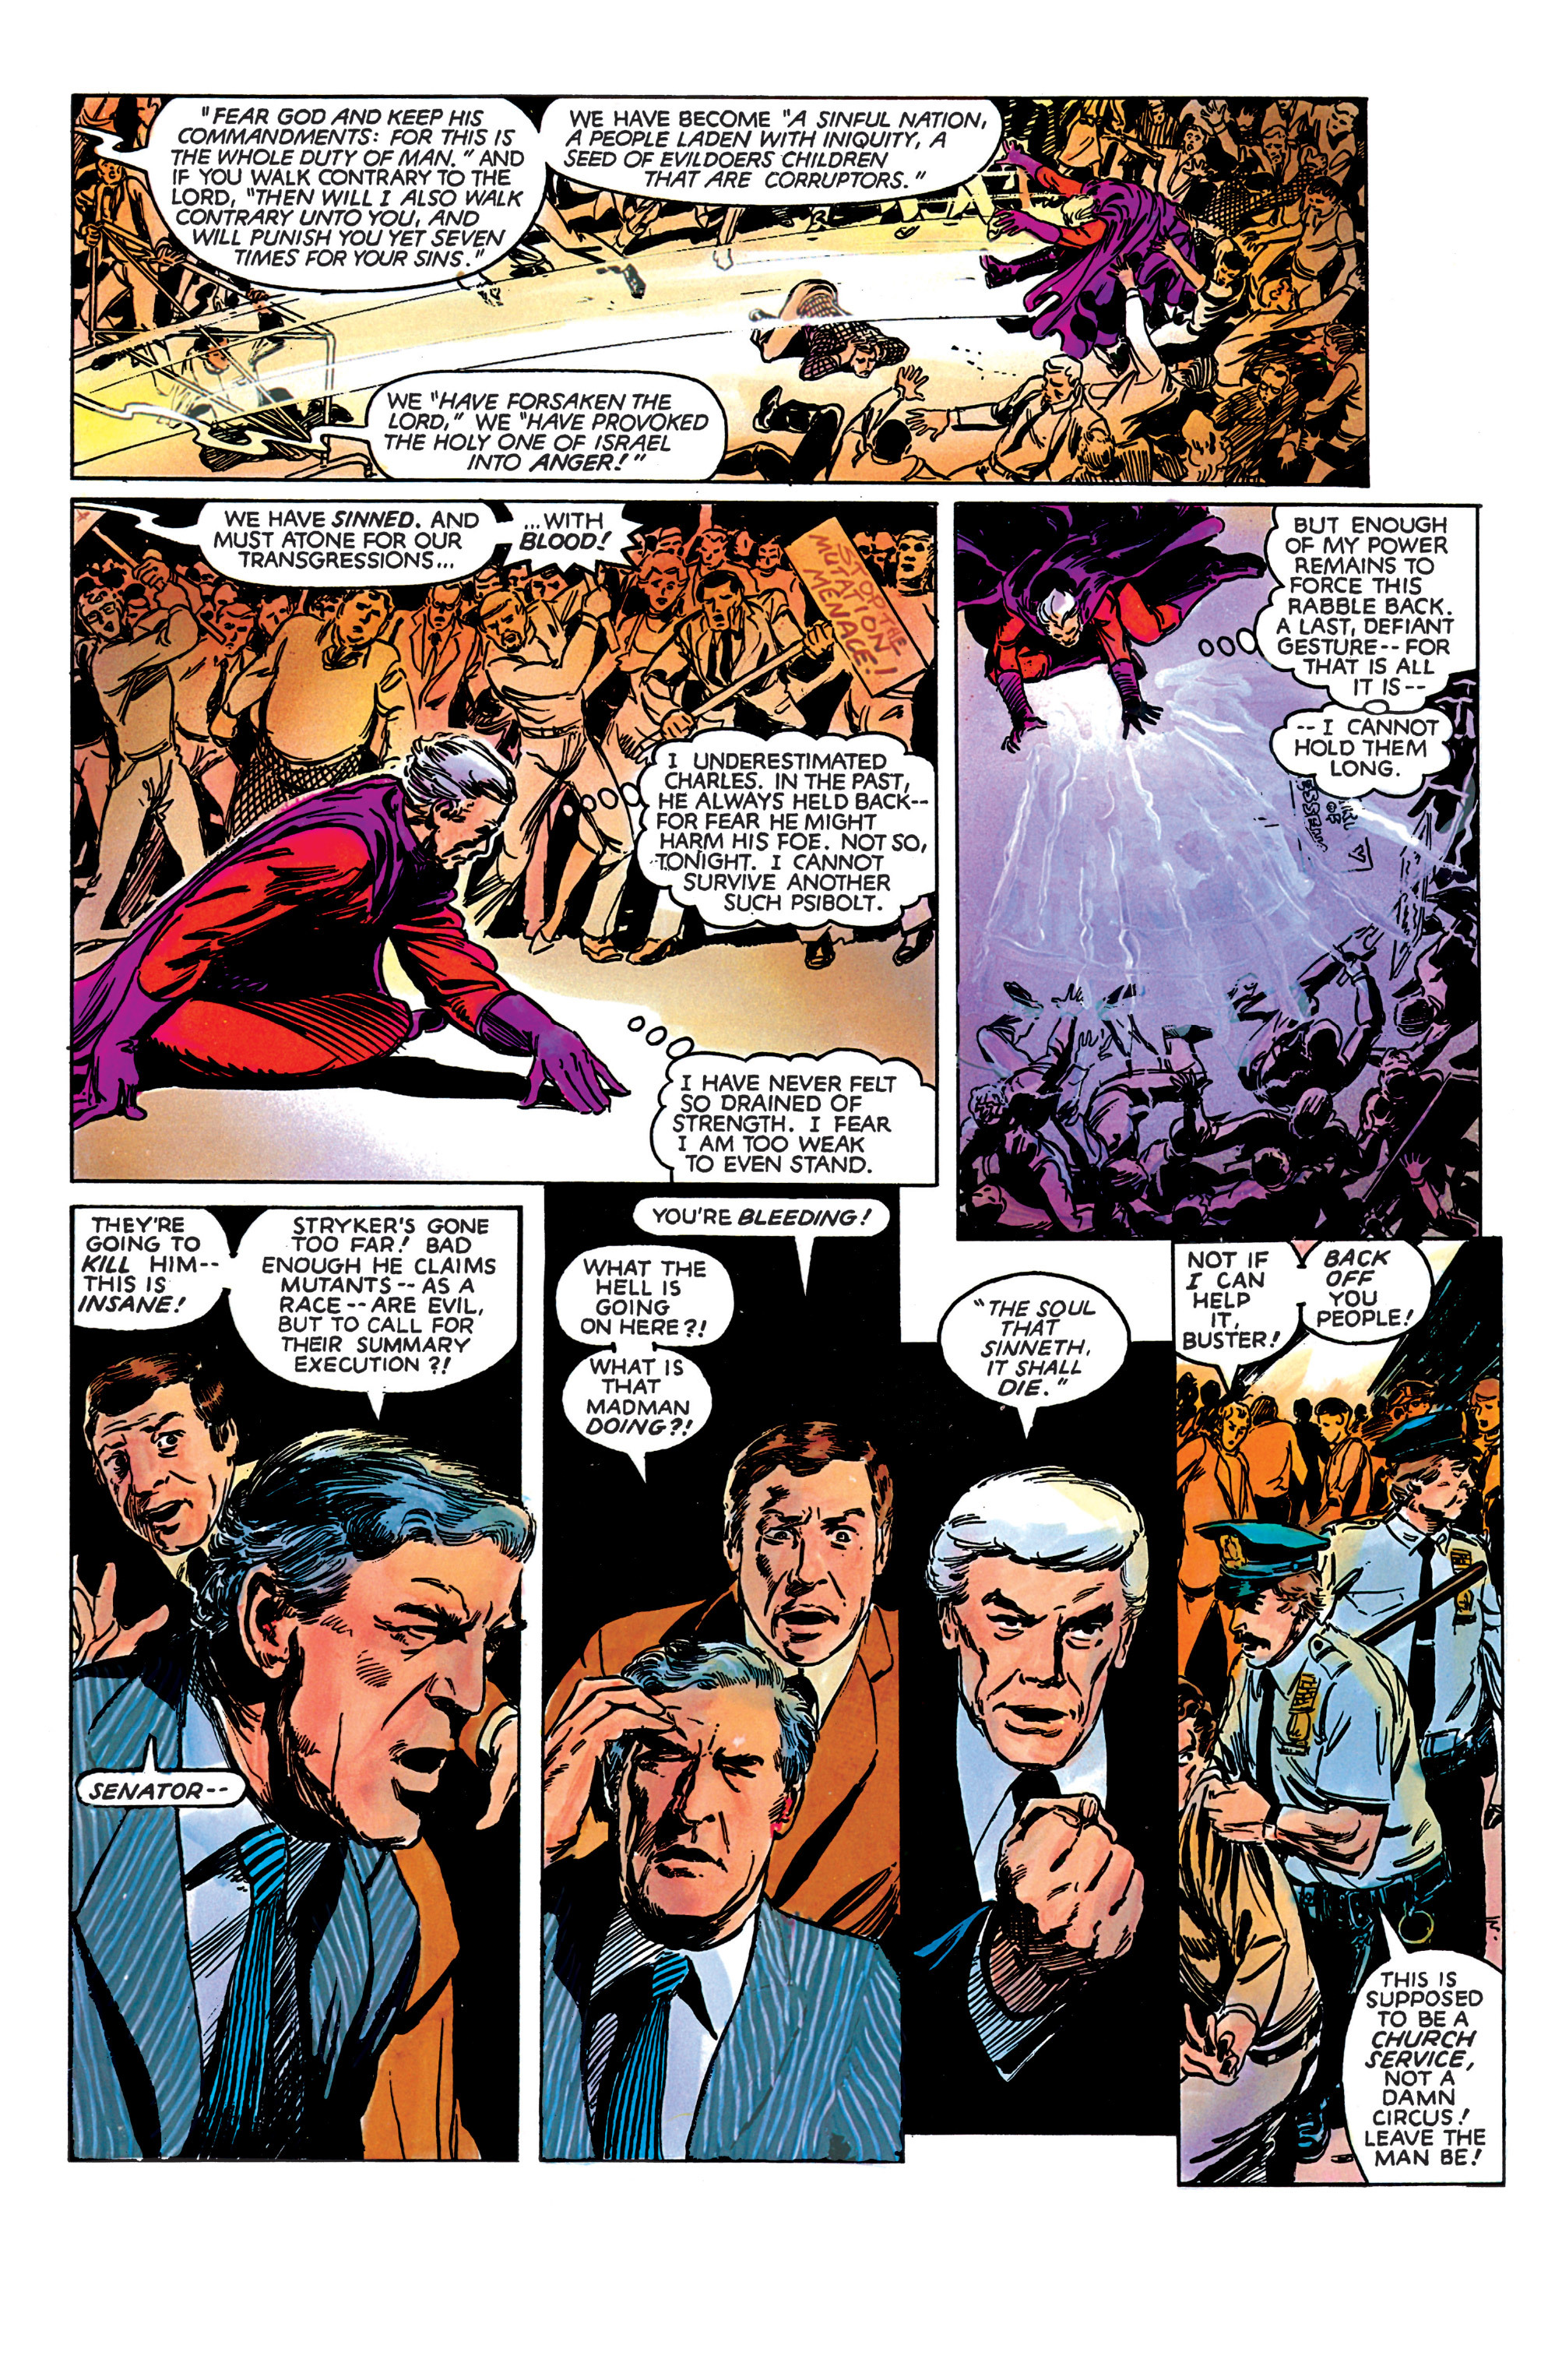 "FEAR GOD AND KEEP HIS
COMMANDMENTS: FOR THIS IS
THE WHOLE DUTY OF MAN." AND
IF YOU WALK CONTRARY TO THE
LORD, "THEN WILL I ALSO WALK
CONTRARY UNTO YOU, AND
WILL PUNISH YOU YET SEVEN
TIMES FOR YOUR SINS."
WE HAVE BECOME "A SINFUL NATION,
A PEOPLE LADEN WITH INIQUITY, A
SEED OF EVILDOERS CHILDREN
THAT ARE CORRUPTORS."
WE "HAVE FORSAKEN THE
LORD," WE "HAVE PROVOKED
THE HOLY ONE OF ISRAEL
INTO ANGER!"
WE HAVE SINNED. AND
MUST ATONE FOR OUR
TRANSGRESSIONS...
...WITH
BLOOD!
STOP THE
MUTATION
MENACE!
I UNDERESTIMATED
CHARLES. IN THE PAST,
HE ALWAYS HELD BACK--
FOR FEAR HE MIGHT
HARM HIS FOE. NOT SO,
TONIGHT. I CANNOT
SURVIVE ANOTHER
SUCH PSIBOLT.
I HAVE NEVER FELT
SO DRAINED OF
STRENGTH. I FEAR
I AM TOO WEAK
TO EVEN STAND.
BUT ENOUGH
OF MY POWER
REMAINS TO
FORCE THIS
RABBLE BACK.
A LAST, DEFIANT
GESTURE--FOR
THAT IS ALL
IT IS--
--I CANNOT
HOLD THEM
LONG.
THEY'RE
GOING TO
KILL HIM--
THIS IS
INSANE!
STRYKER'S GONE
TOO FAR! BAD
ENOUGH HE CLAIMS
MUTANTS--AS A
RACE--ARE EVIL,
BUT TO CALL FOR
THEIR SUMMARY
EXECUTION?!
SENATOR--
YOU'RE BLEEDING!
WHAT THE
HELL IS
GOING
ON HERE?!
WHAT IS
THAT
MADMAN
DOING?!
"THE SOUL
THAT
SINNETH,
IT SHALL
DIE."
NOT IF
I CAN
HELP
IT,
BUSTER!
BACK
OFF
YOU
PEOPLE!
THIS IS
SUPPOSED
TO BE A
CHURCH
SERVICE,
NOT A
DAMN
CIRCUS!
LEAVE THE
MAN BE!